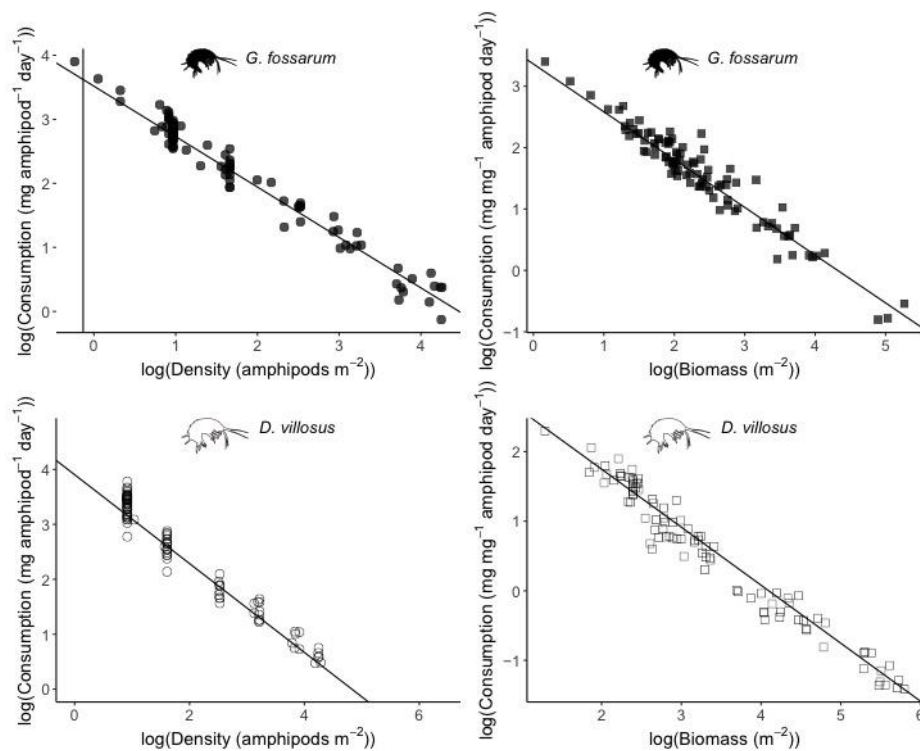 log(Consumption (mg amphipod⁻¹ day⁻¹))
4
3
2
1
0
G. fossarum
0 1 2 3 4
log(Density (amphipods m⁻²))
log(Consumption (mg mg⁻¹ amphipod day⁻¹))
3
2
1
0
−1
G. fossarum
0 1 2 3 4 5
log(Biomass (m⁻²))
log(Consumption (mg amphipod⁻¹ day⁻¹))
4
3
2
1
0
D. villosus
0 2 4 6
log(Density (amphipods m⁻²))
log(Consumption (mg mg⁻¹ amphipod day⁻¹))
2
1
0
−1
D. villosus
2 3 4 5 6
log(Biomass (m⁻²))